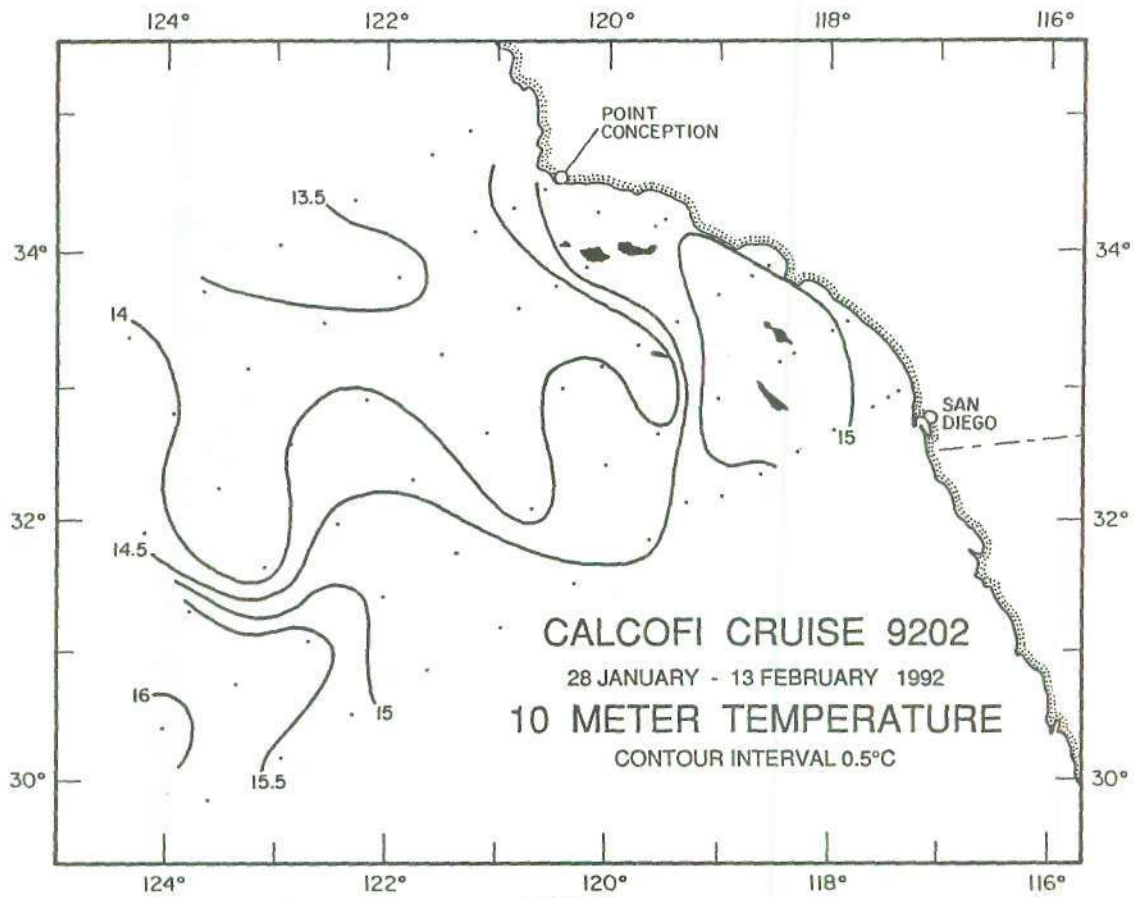 124° 122° 120° 118° 116°
POINT
CONCEPTION
13.5
34° 34°
14
SAN
DIEGO
15
32° 32°
14.5
CALCOFI CRUISE 9202
28 JANUARY - 13 FEBRUARY 1992
16
15
10 METER TEMPERATURE
CONTOUR INTERVAL 0.5°C
15.5
30° 30°
124° 122° 120° 118° 116°